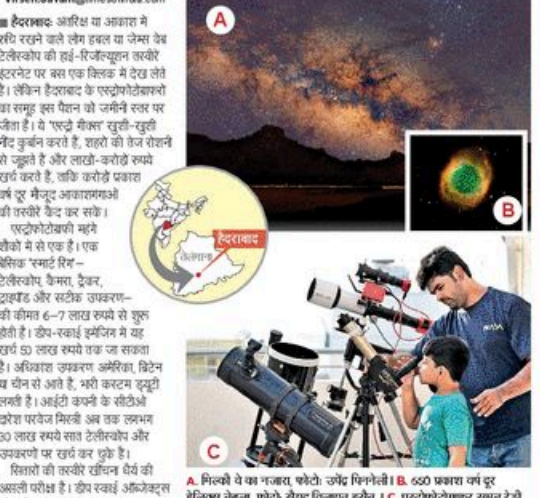 ■ हैदराबाद: अंतरिक्ष या आकाश में
रुचि रखने वाले लोग हबल या जेम्स वेब
टेलीस्कोप की हाई-रिजॉल्यूशन तस्वीरें
इंटरनेट पर बस एक क्लिक में देख लेते
हैं। लेकिन हैदराबाद के एस्ट्रोफोटोग्राफरों
का समूह इस पैशन को जमीनी स्तर पर
जीता है। ये 'एस्ट्रो गीक्स' खुशी-खुशी
नींद कुर्बान करते हैं, शहरों की तेज रोशनी
से जूझते हैं और लाखों-करोड़ों रुपये
खर्च करते हैं, ताकि करोड़ों प्रकाश
वर्ष दूर मौजूद आकाशगंगाओं
की तस्वीरें कैद कर सकें।
एस्ट्रोफोटोग्राफी महंगे
शौकों में से एक है। एक
बेसिक 'स्मार्ट रिग'–
टेलीस्कोप, कैमरा, ट्रैकर,
ट्राइपॉड और सटीक उपकरण–
की कीमत 6-7 लाख रुपये से शुरू
होती है। डीप-स्काई इमेजिंग में यह
खर्च 50 लाख रुपये तक जा सकता
है। अधिकांश उपकरण अमेरिका, ब्रिटेन
या चीन से आते हैं, भारी कस्टम ड्यूटी
लगती है। आईटी कंपनी के सीटीओ
परवेज मिस्त्री अब तक लगभग
30 लाख रुपये सात टेलीस्कोप और
उपकरणों पर खर्च कर चुके हैं।
सितारों की तस्वीरें खींचना धैर्य की
असली परीक्षा है। डीप स्काई ऑब्जेक्ट्स
A
B
हैदराबाद
तेलंगाना
C
A. मिल्की वे का नजारा, फोटो: उपेंद्र पिननेली। B. 650 प्रकाश वर्ष दूर